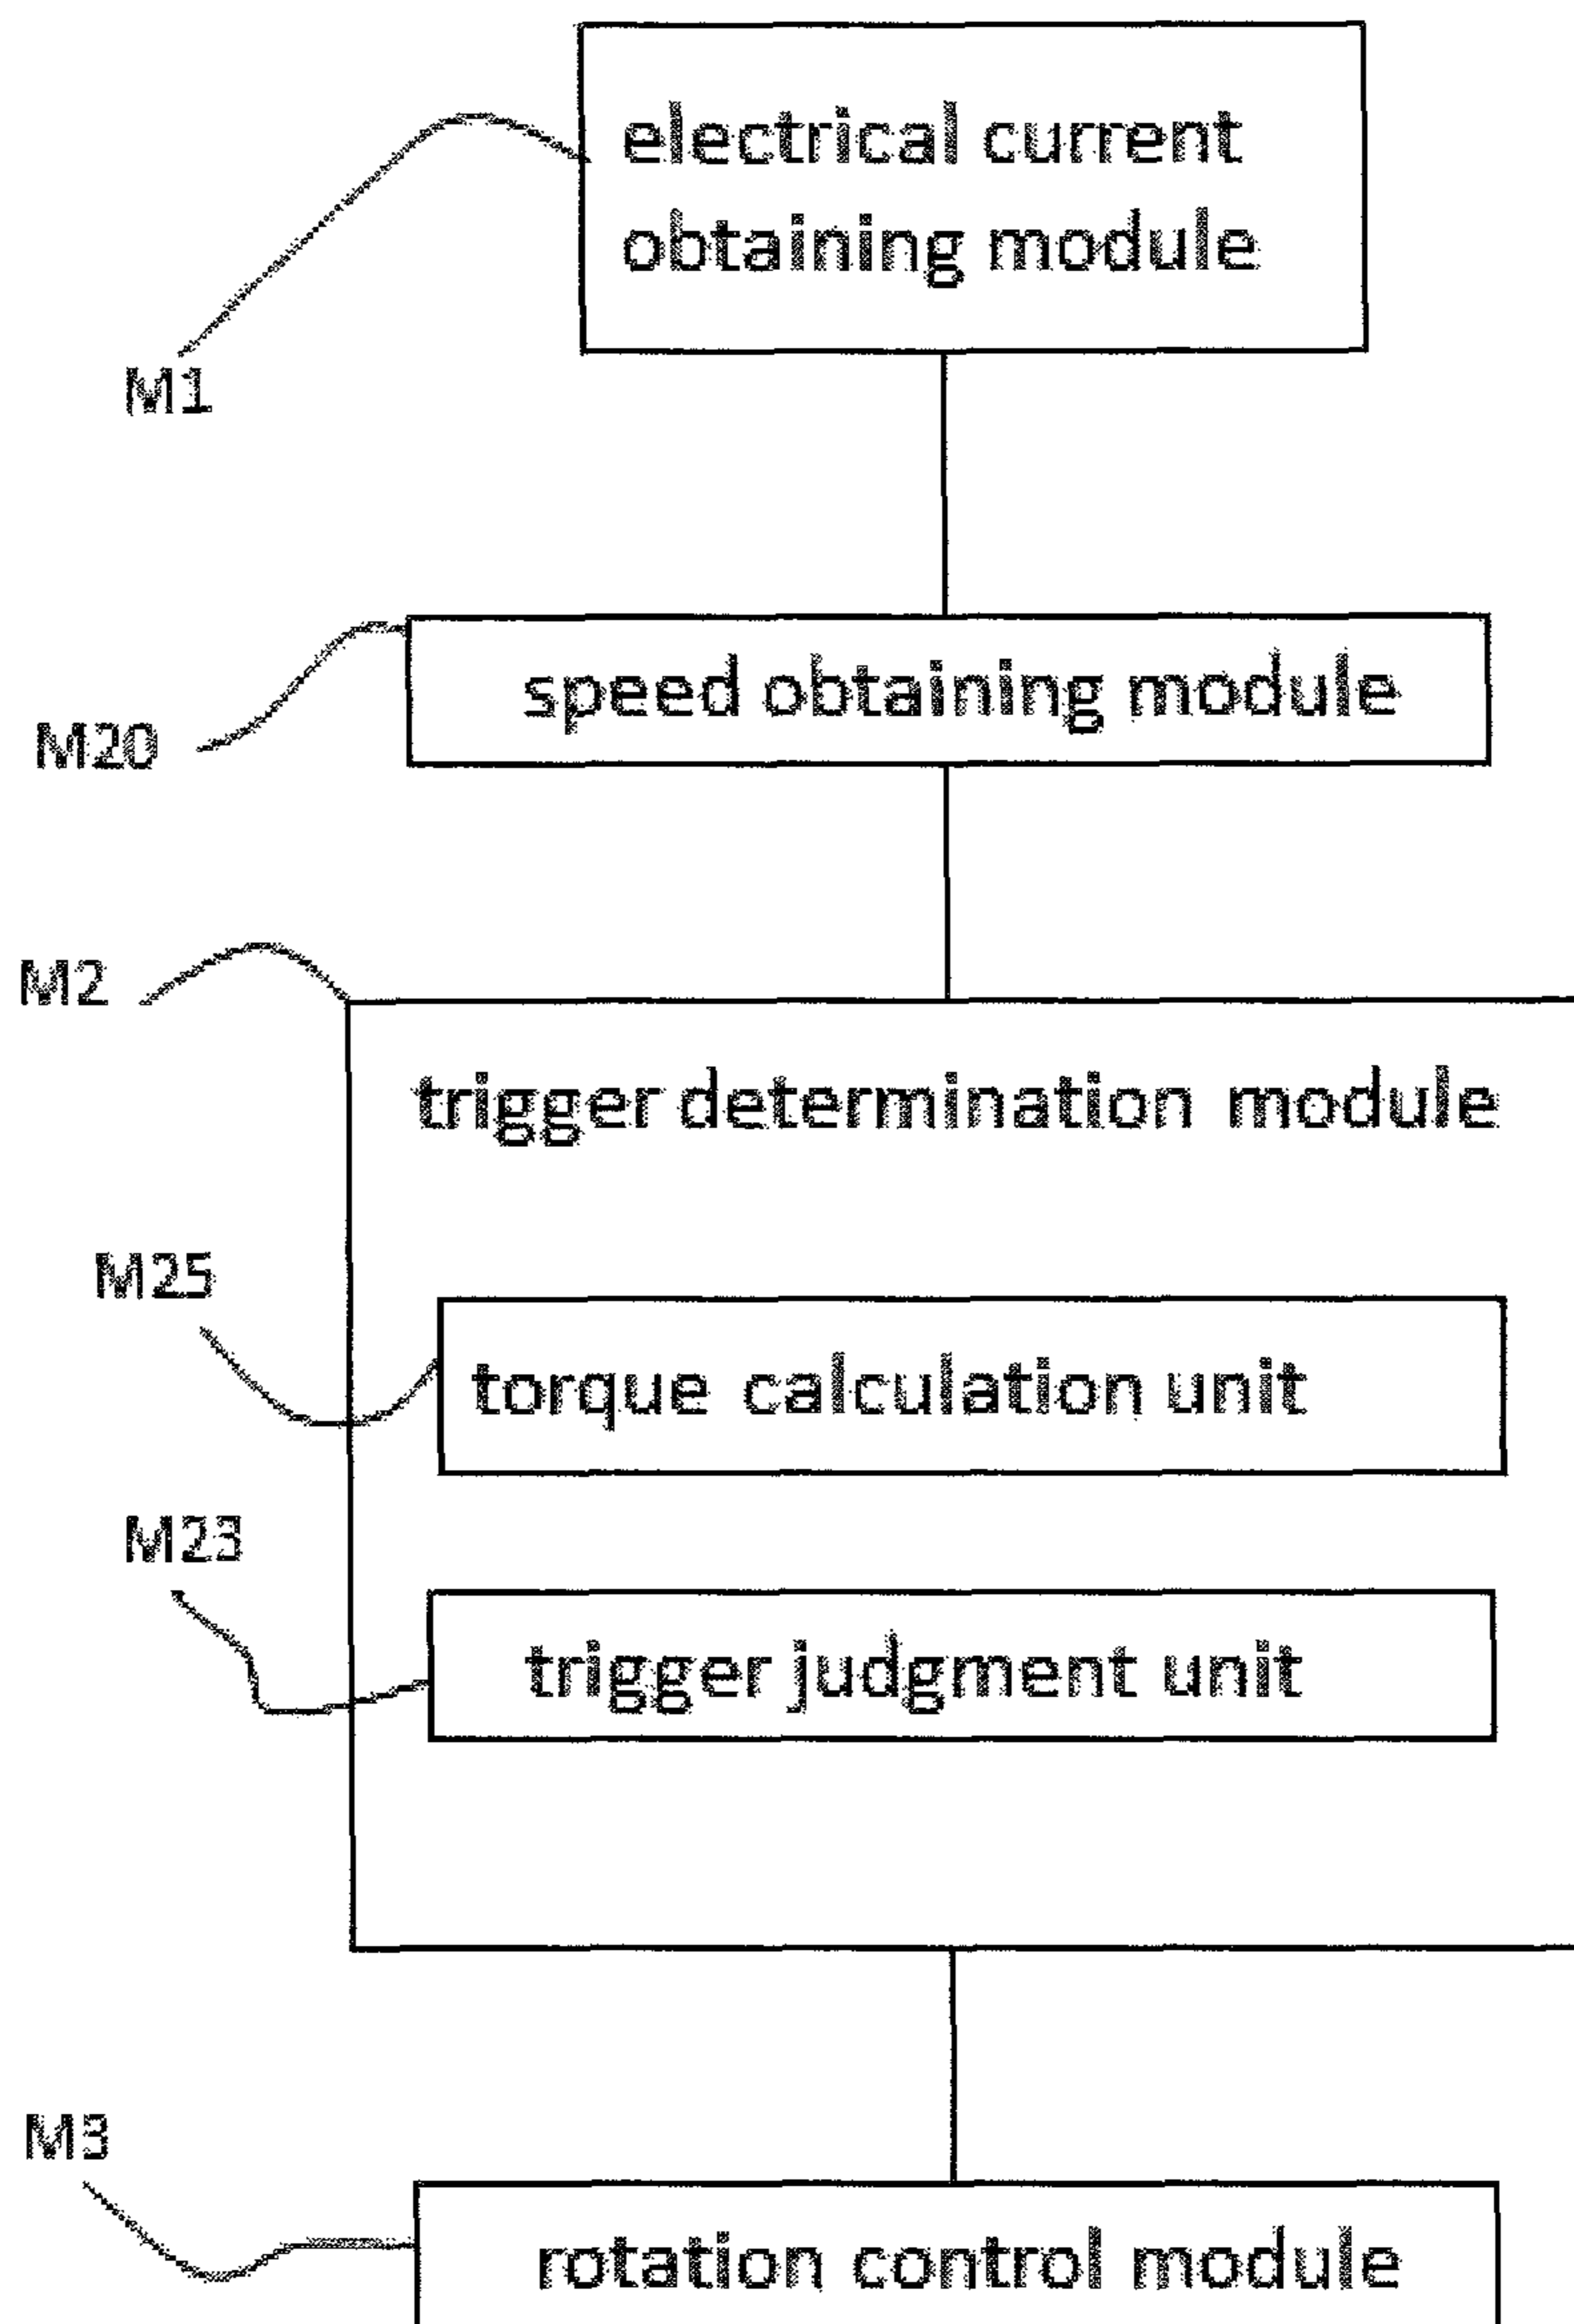 electrical current
obtaining module
M1
speed obtaining module
M20
M2
trigger determination module
M25
torque calculation unit
M23
trigger judgment unit
M3
rotation control module